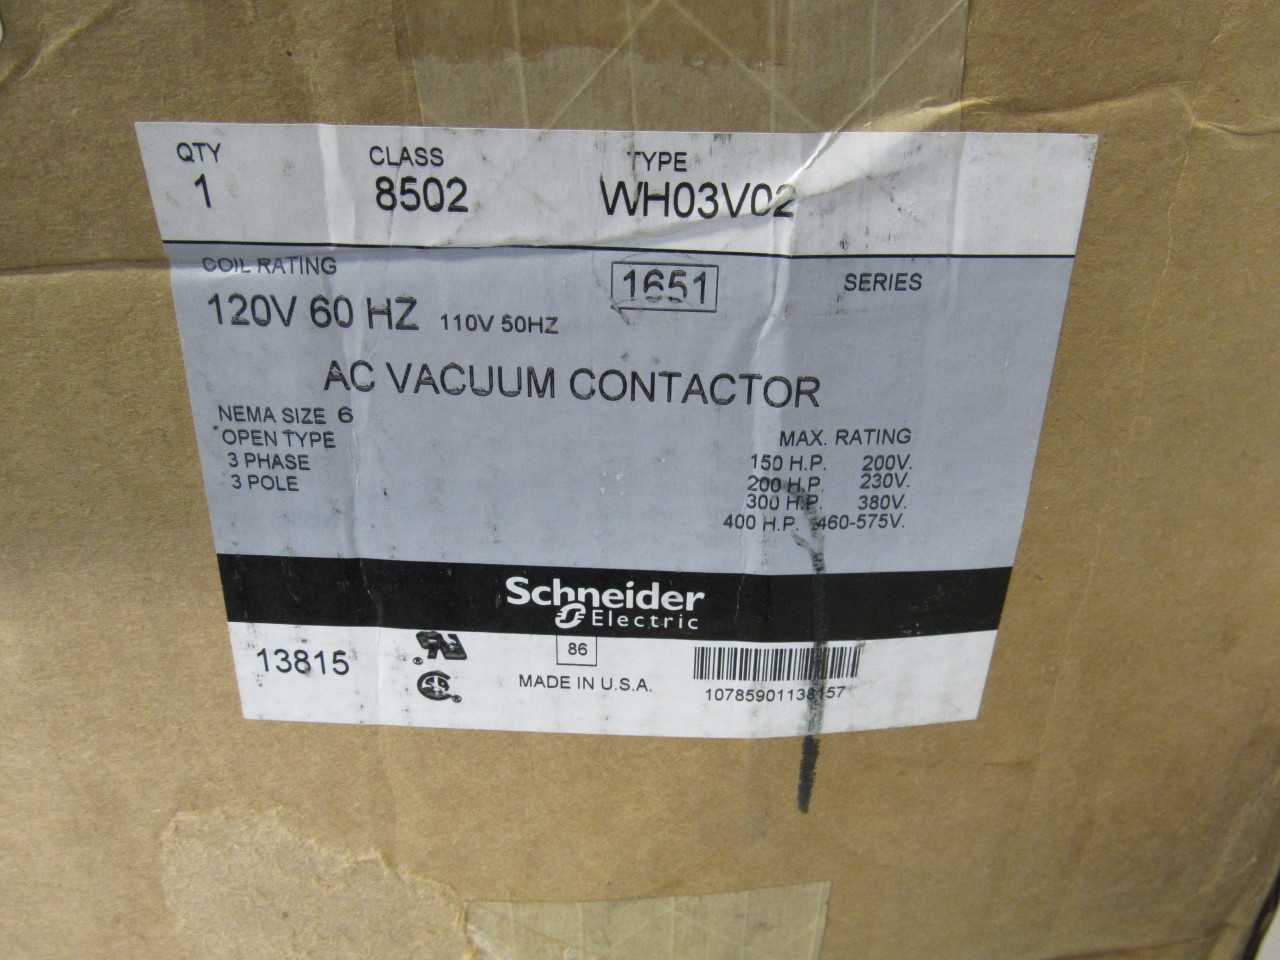 QTY CLASS TYPE
1 8502 WH03V02
COIL RATING 1651 SERIES
120V 60 HZ 110V 50HZ
AC VACUUM CONTACTOR
NEMA SIZE 6
OPEN TYPE
3 PHASE
3 POLE
MAX. RATING
150 H.P. 200V.
200 H.P. 230V.
300 H.P. 380V.
400 H.P. 460-575V.
Schneider
Electric
13815
86
MADE IN U.S.A.
10785901138157